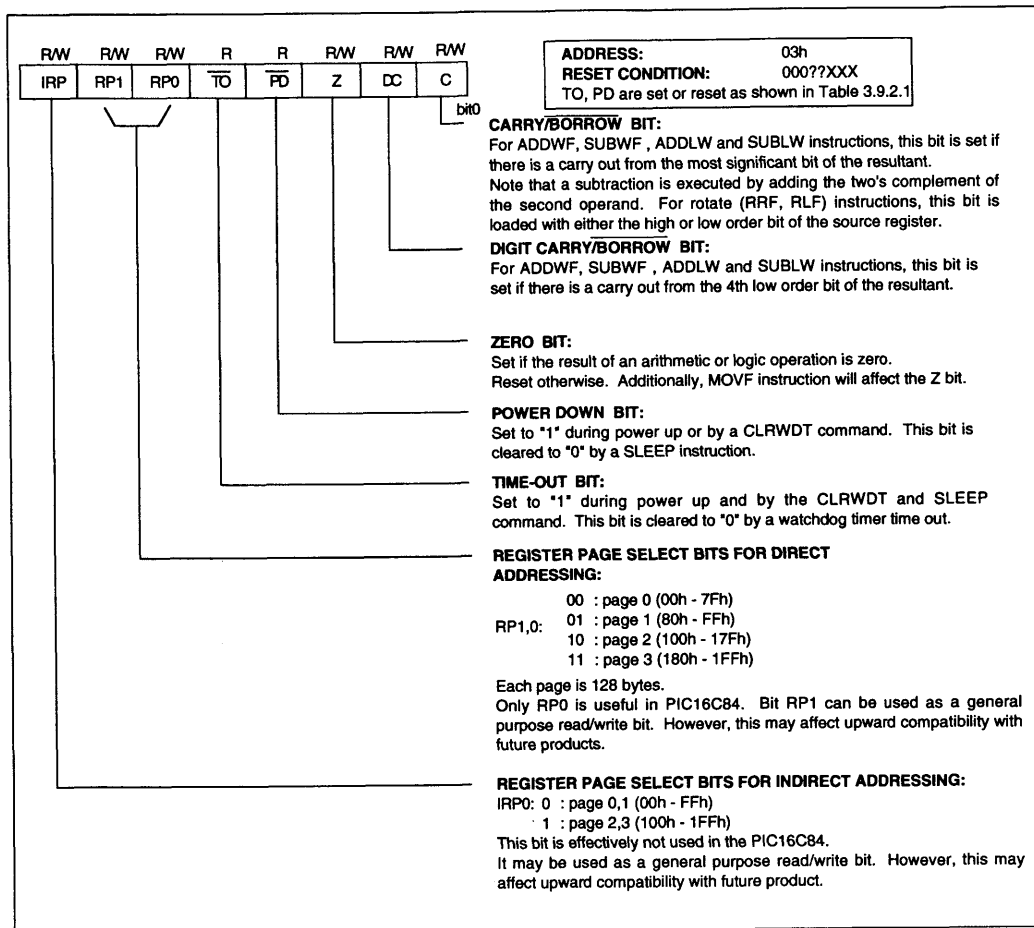 R/W R/W R/W R R R/W R/W R/W
IRP RP1 RP0 T̅O̅ P̅D̅ Z DC C
bit0
ADDRESS: 03h
RESET CONDITION: 000??XXX
TO, PD are set or reset as shown in Table 3.9.2.1
CARRY/B̅O̅R̅R̅O̅W̅ BIT:
For ADDWF, SUBWF , ADDLW and SUBLW instructions, this bit is set if
there is a carry out from the most significant bit of the resultant.
Note that a subtraction is executed by adding the two's complement of
the second operand. For rotate (RRF, RLF) instructions, this bit is
loaded with either the high or low order bit of the source register.
DIGIT CARRY/B̅O̅R̅R̅O̅W̅ BIT:
For ADDWF, SUBWF , ADDLW and SUBLW instructions, this bit is
set if there is a carry out from the 4th low order bit of the resultant.
ZERO BIT:
Set if the result of an arithmetic or logic operation is zero.
Reset otherwise. Additionally, MOVF instruction will affect the Z bit.
POWER DOWN BIT:
Set to "1" during power up or by a CLRWDT command. This bit is
cleared to "0" by a SLEEP instruction.
TIME-OUT BIT:
Set to "1" during power up and by the CLRWDT and SLEEP
command. This bit is cleared to "0" by a watchdog timer time out.
REGISTER PAGE SELECT BITS FOR DIRECT
ADDRESSING:
RP1,0: 00 : page 0 (00h - 7Fh)
01 : page 1 (80h - FFh)
10 : page 2 (100h - 17Fh)
11 : page 3 (180h - 1FFh)
Each page is 128 bytes.
Only RP0 is useful in PIC16C84. Bit RP1 can be used as a general
purpose read/write bit. However, this may affect upward compatibility with
future products.
REGISTER PAGE SELECT BITS FOR INDIRECT ADDRESSING:
IRP0: 0 : page 0,1 (00h - FFh)
1 : page 2,3 (100h - 1FFh)
This bit is effectively not used in the PIC16C84.
It may be used as a general purpose read/write bit. However, this may
affect upward compatibility with future product.